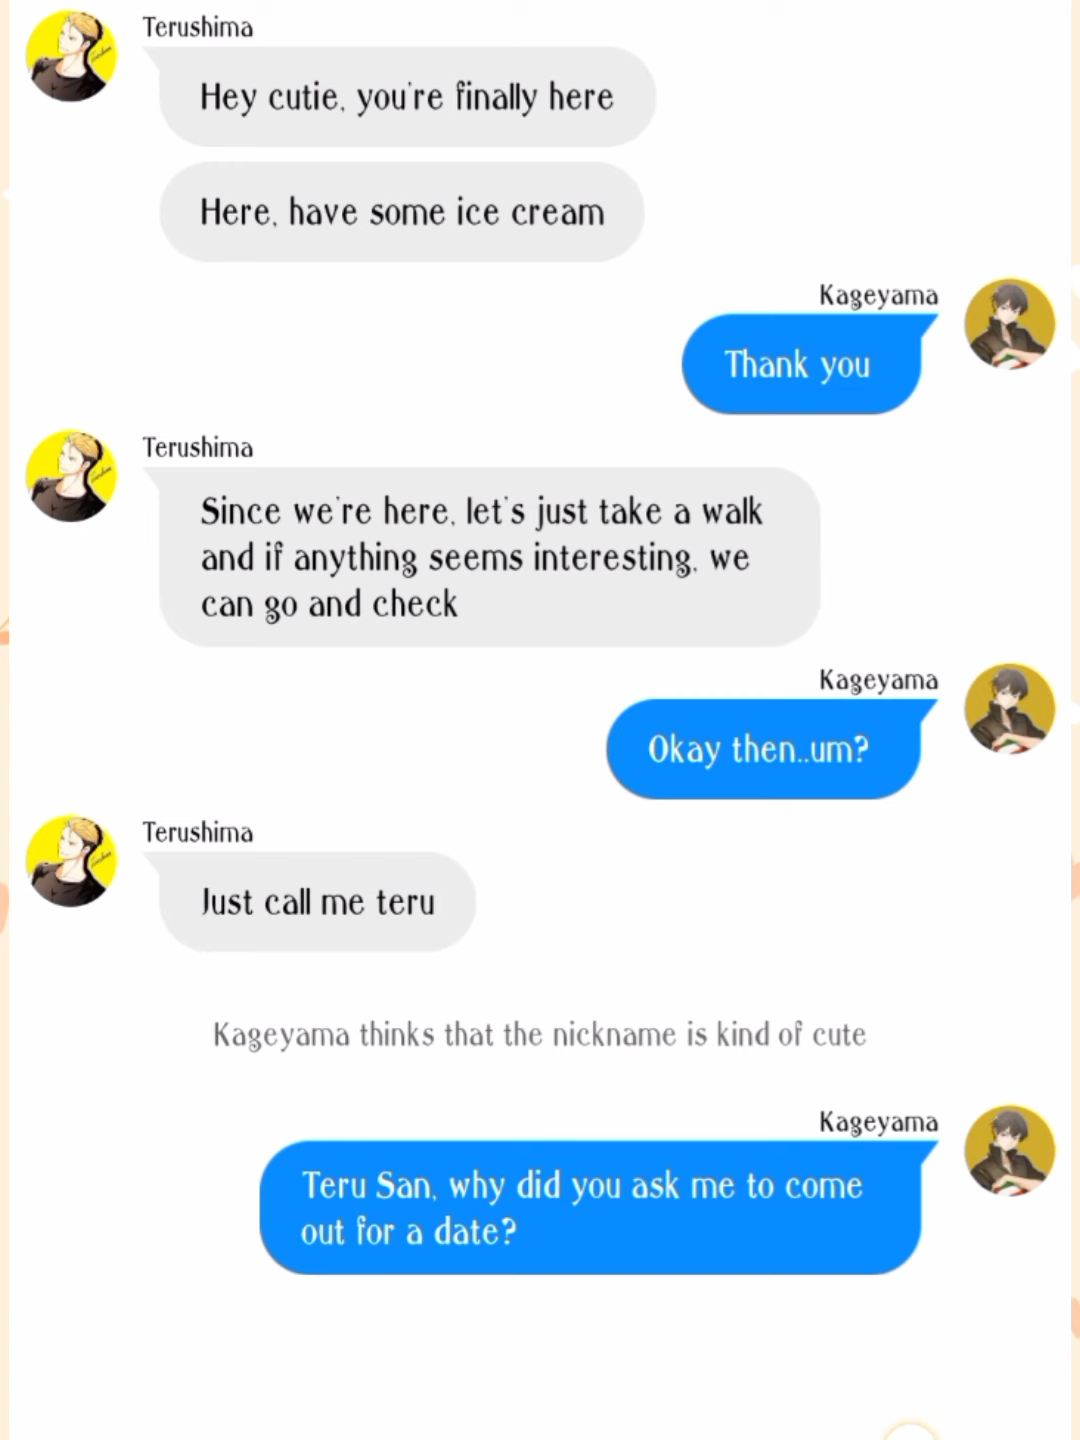 Terushima
Hey cutie, you're finally here
Here, have some ice cream
Kageyama
Thank you
Terushima
Since we're here, let's just take a walk
and if anything seems interesting, we
can go and check
Kageyama
Okay then..um?
Terushima
Just call me teru
Kageyama thinks that the nickname is kind of cute
Kageyama
Teru San, why did you ask me to come
out for a date?